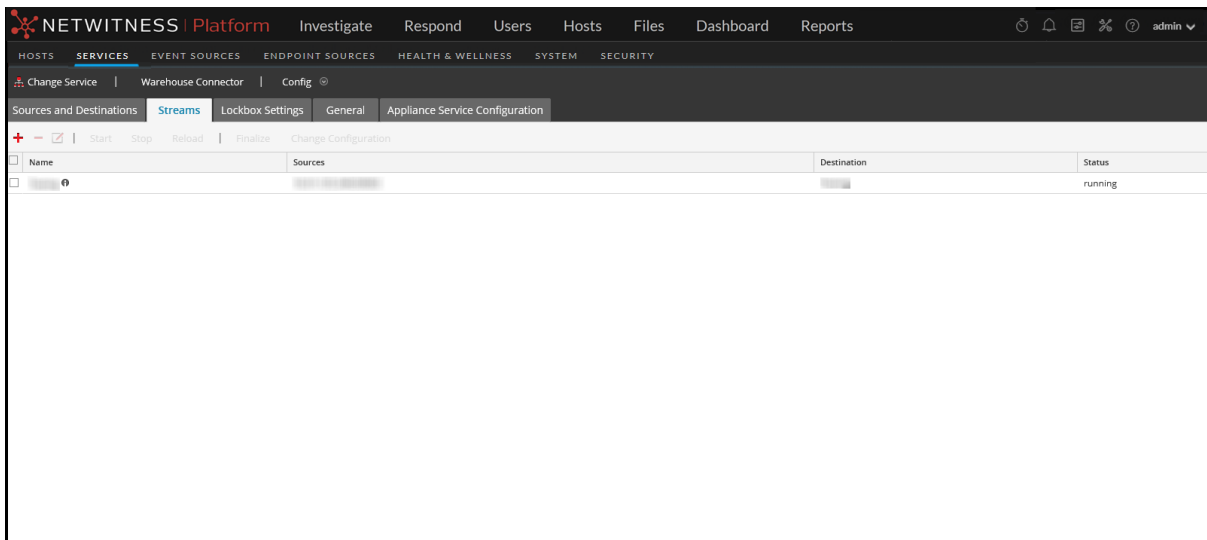 NETWITNESS | Platform Investigate Respond Users Hosts Files Dashboard Reports admin
HOSTS SERVICES EVENT SOURCES ENDPOINT SOURCES HEALTH & WELLNESS SYSTEM SECURITY
Change Service | Warehouse Connector | Config
Sources and Destinations Streams Lockbox Settings General Appliance Service Configuration
Start Stop Reload | Finalize Change Configuration
Name Sources Destination Status
running